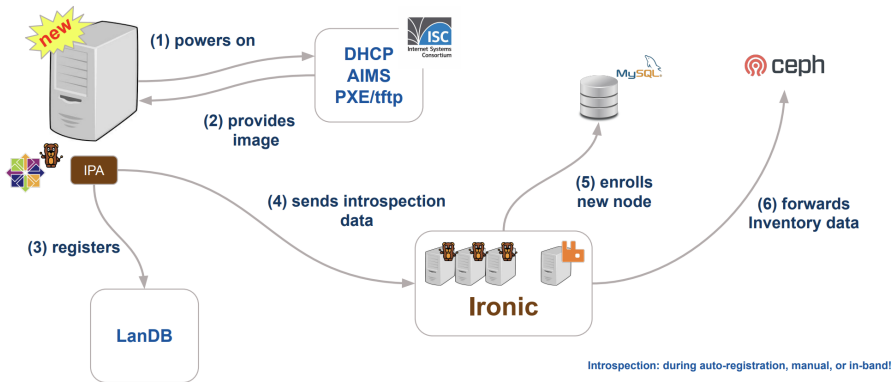 new
(1) powers on
ISC
Internet Systems
Consortium
DHCP
AIMS
PXE/tftp
MySQL
ceph
(2) provides
image
IPA
(4) sends introspection
data
(5) enrolls
new node
(6) forwards
Inventory data
(3) registers
Ironic
LanDB
Introspection: during auto-registration, manual, or in-band!